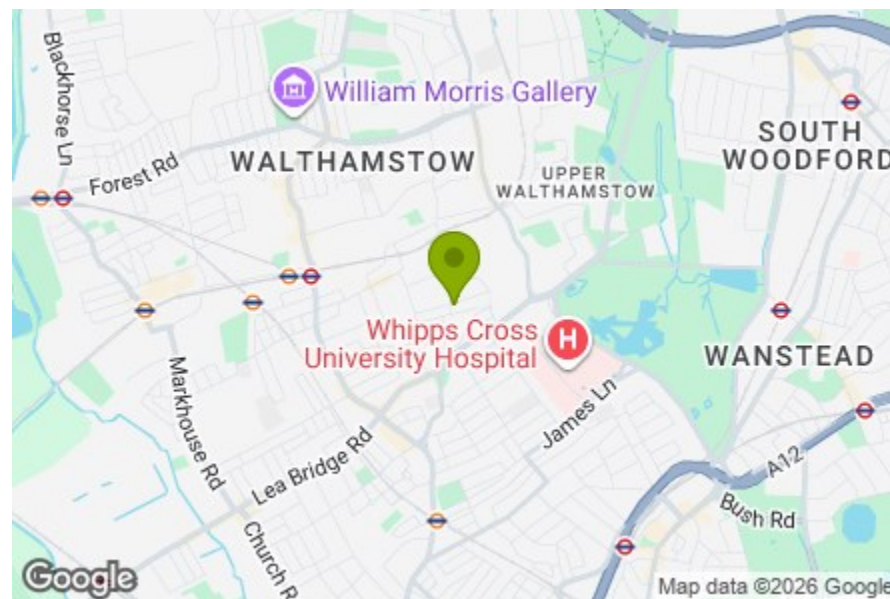 Blackhorse Ln
William Morris Gallery
Forest Rd
WALTHAMSTOW
UPPER
WALTHAMSTOW
SOUTH
WOODFORD
Whipps Cross
University Hospital
H
WANSTEAD
Markhouse Rd
James Ln
Lea Bridge Rd
A12
Bush Rd
Church R
Google
Map data ©2026 Google